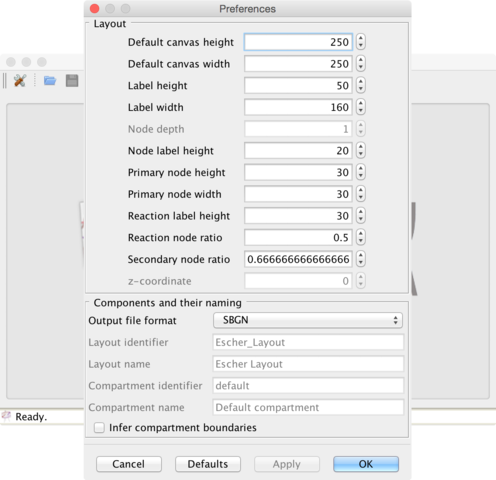 Preferences
Layout
Default canvas height 250
Default canvas width 250
Label height 50
Label width 160
Node depth 1
Node label height 20
Primary node height 30
Primary node width 30
Reaction label height 30
Reaction node ratio 0.5
Secondary node ratio 0.666666666666666
z-coordinate 0
Components and their naming
Output file format SBGN
Layout identifier Escher_Layout
Layout name Escher Layout
Compartment identifier default
Compartment name Default compartment
Ready.
Infer compartment boundaries
Cancel Defaults Apply OK